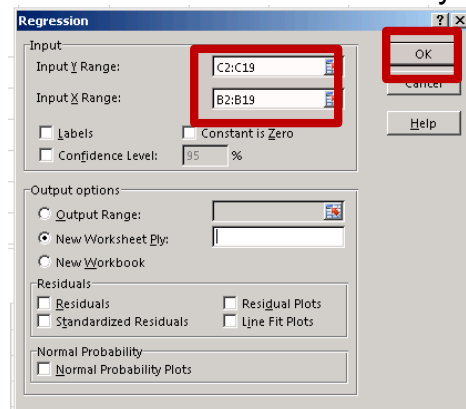 Regression
? X
Input
Input Y Range:
C2:C19
OK
Input X Range:
B2:B19
Cancel
Labels
Constant is Zero
Help
Confidence Level:
95
%
Output options
Output Range:
New Worksheet Ply:
New Workbook
Residuals
Residuals
Residual Plots
Standardized Residuals
Line Fit Plots
Normal Probability
Normal Probability Plots